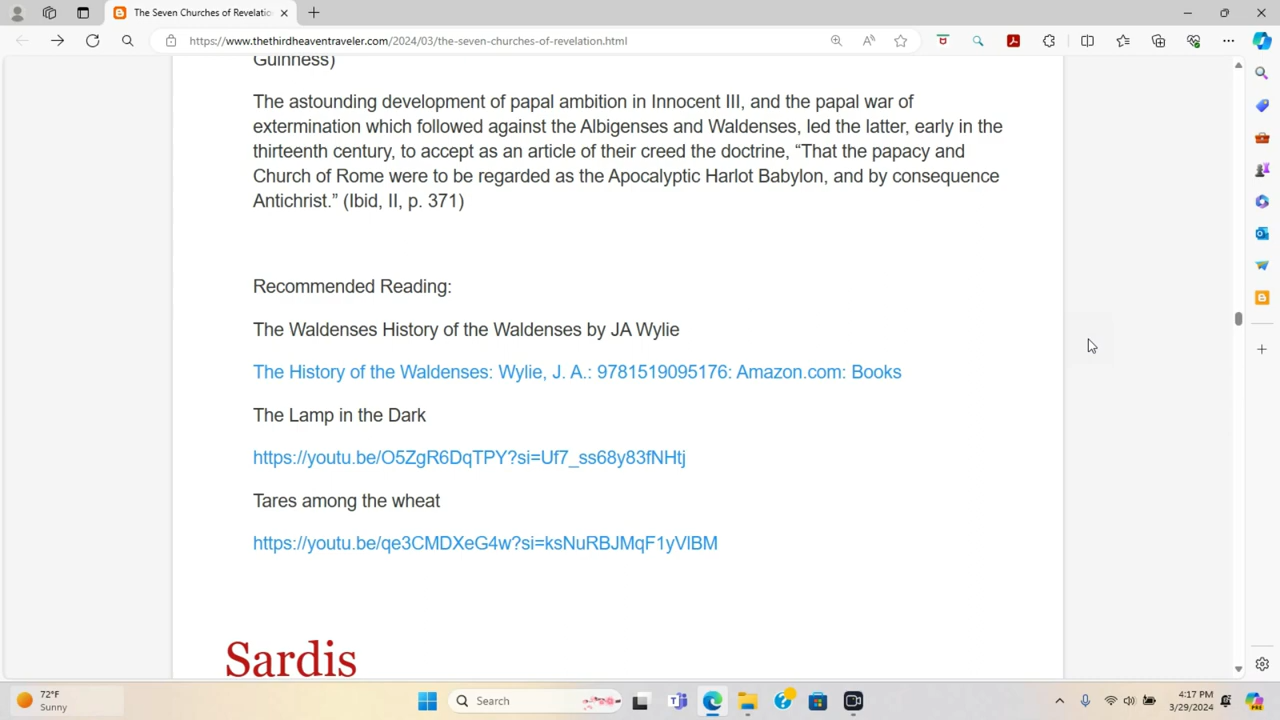 The Seven Churches of Revelatio
https://www.thethirdheaventraveler.com/2024/03/the-seven-churches-of-revelation.html
Guinness)
The astounding development of papal ambition in Innocent III, and the papal war of
extermination which followed against the Albigenses and Waldenses, led the latter, early in the
thirteenth century, to accept as an article of their creed the doctrine, “That the papacy and
Church of Rome were to be regarded as the Apocalyptic Harlot Babylon, and by consequence
Antichrist.” (Ibid, II, p. 371)
Recommended Reading:
The Waldenses History of the Waldenses by JA Wylie
The History of the Waldenses: Wylie, J. A.: 9781519095176: Amazon.com: Books
The Lamp in the Dark
https://youtu.be/O5ZgR6DqTPY?si=Uf7_ss68y83fNHtj
Tares among the wheat
https://youtu.be/qe3CMDXeG4w?si=ksNuRBJMqF1yVlBM
Sardis
72°F
Sunny
Search
4:17 PM
3/29/2024